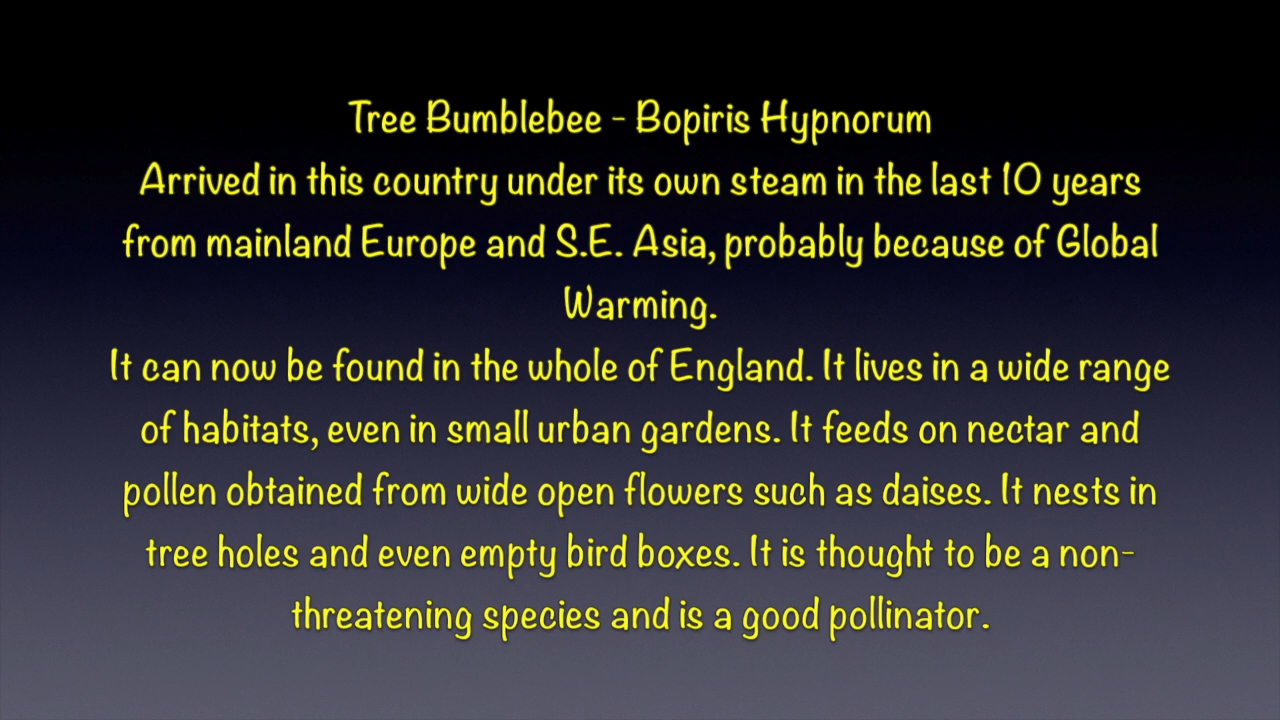 Tree Bumblebee - Bopiris Hypnorum
Arrived in this country under its own steam in the last 10 years
from mainland Europe and S.E. Asia, probably because of Global
Warming.
It can now be found in the whole of England. It lives in a wide range
of habitats, even in small urban gardens. It feeds on nectar and
pollen obtained from wide open flowers such as daises. It nests in
tree holes and even empty bird boxes. It is thought to be a non-
threatening species and is a good pollinator.